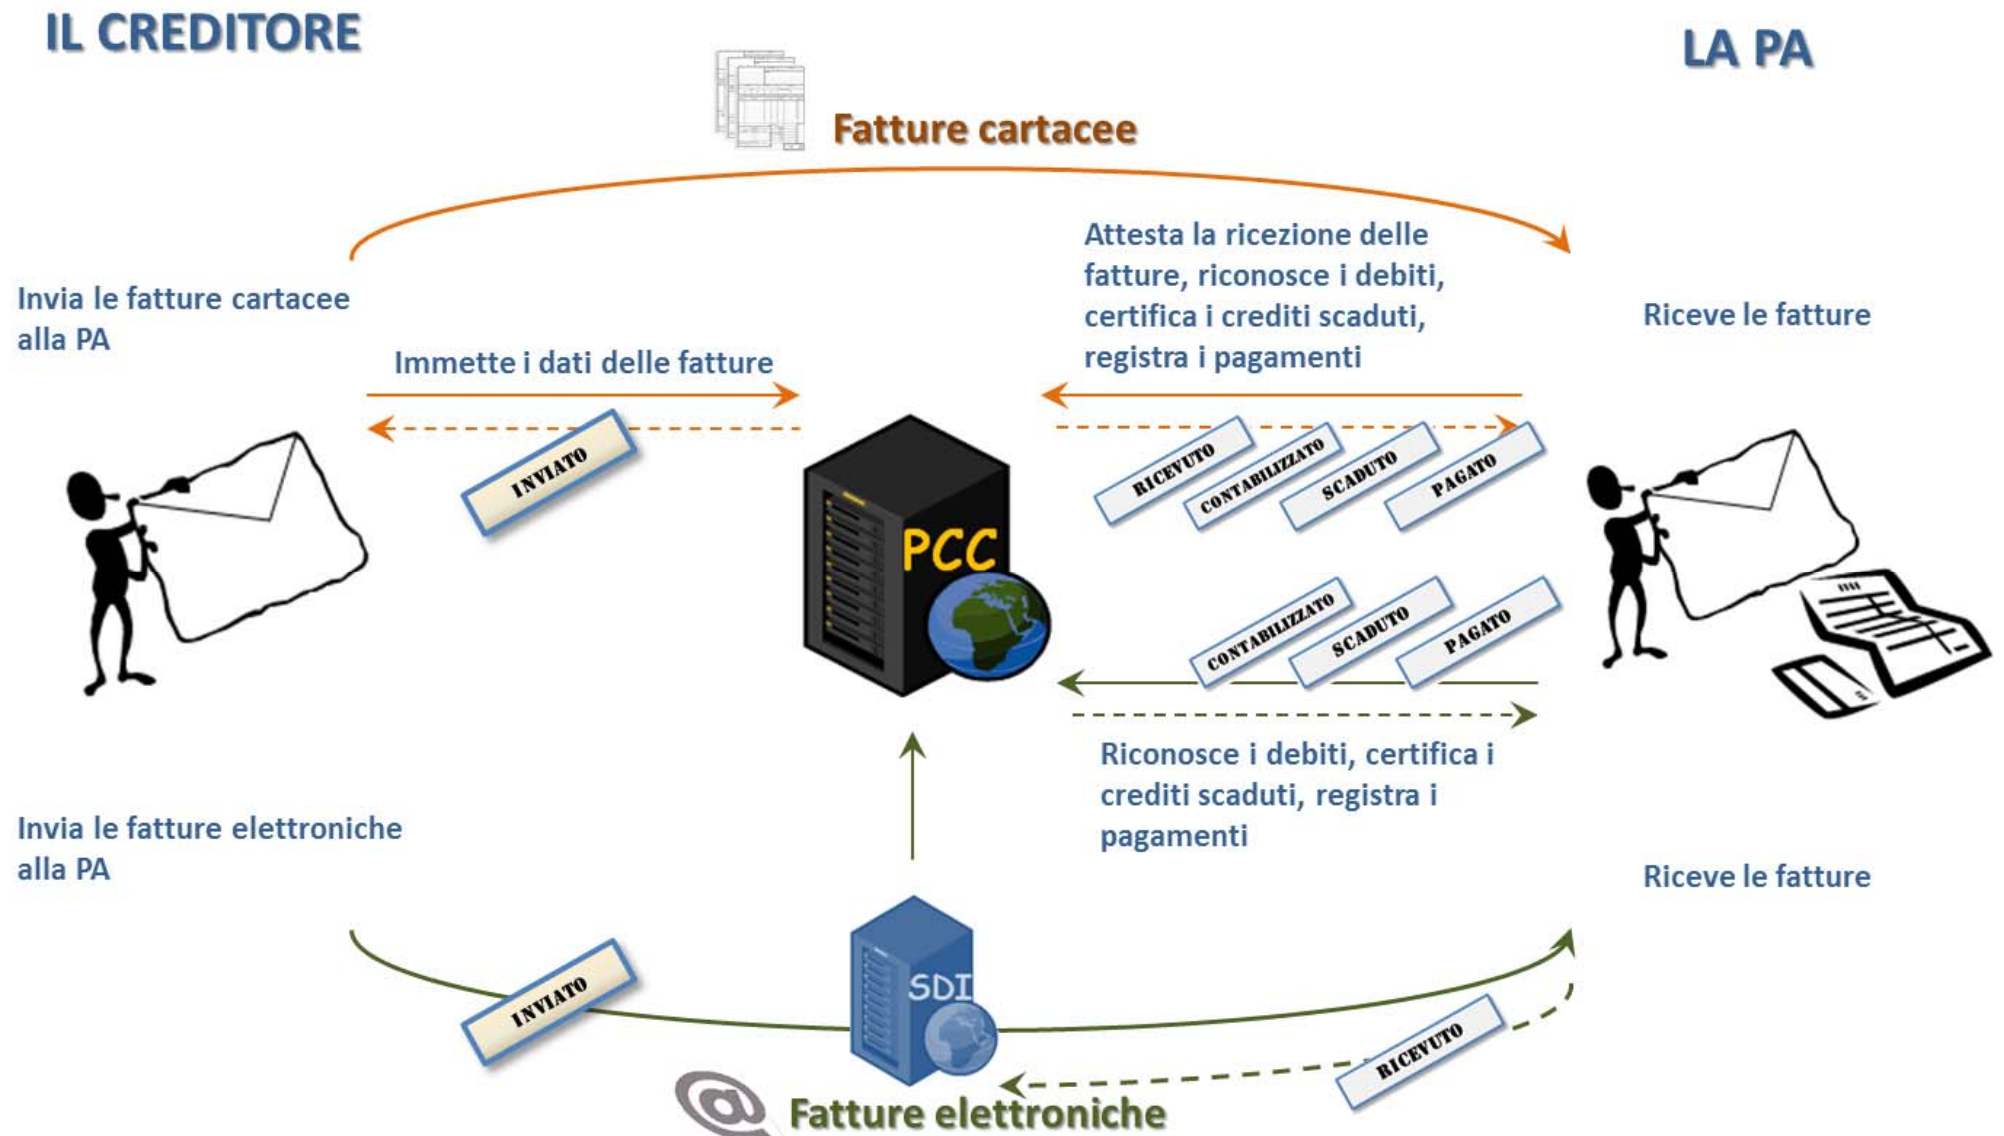 IL CREDITORE
LA PA
Fatture cartacee
Attesta la ricezione delle
fatture, riconosce i debiti,
certifica i crediti scaduti,
registra i pagamenti
Invia le fatture cartacee
alla PA
Riceve le fatture
Immette i dati delle fatture
INVIATO
RICEVUTO
CONTABILIZZATO
SCADUTO
PAGATO
PCC
CONTABILIZZATO
SCADUTO
PAGATO
Riconosce i debiti, certifica i
crediti scaduti, registra i
pagamenti
Invia le fatture elettroniche
alla PA
Riceve le fatture
INVIATO
SDI
RICEVUTO
@
Fatture elettroniche